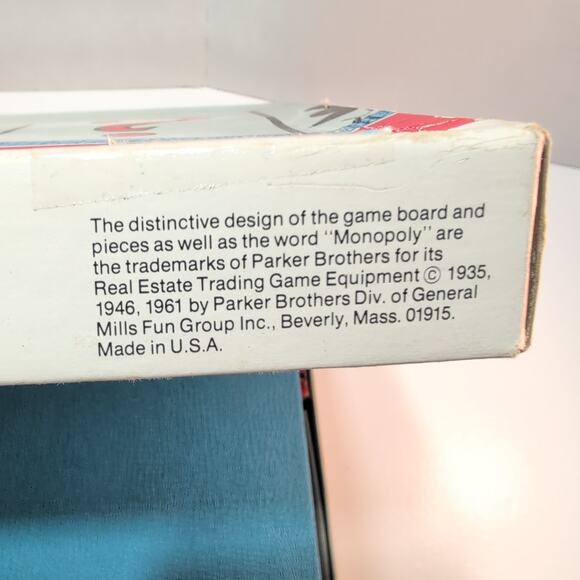 The distinctive design of the game board and
pieces as well as the word "Monopoly" are
the trademarks of Parker Brothers for its
Real Estate Trading Game Equipment © 1935,
1946, 1961 by Parker Brothers Div. of General
Mills Fun Group Inc., Beverly, Mass. 01915.
Made in U.S.A.